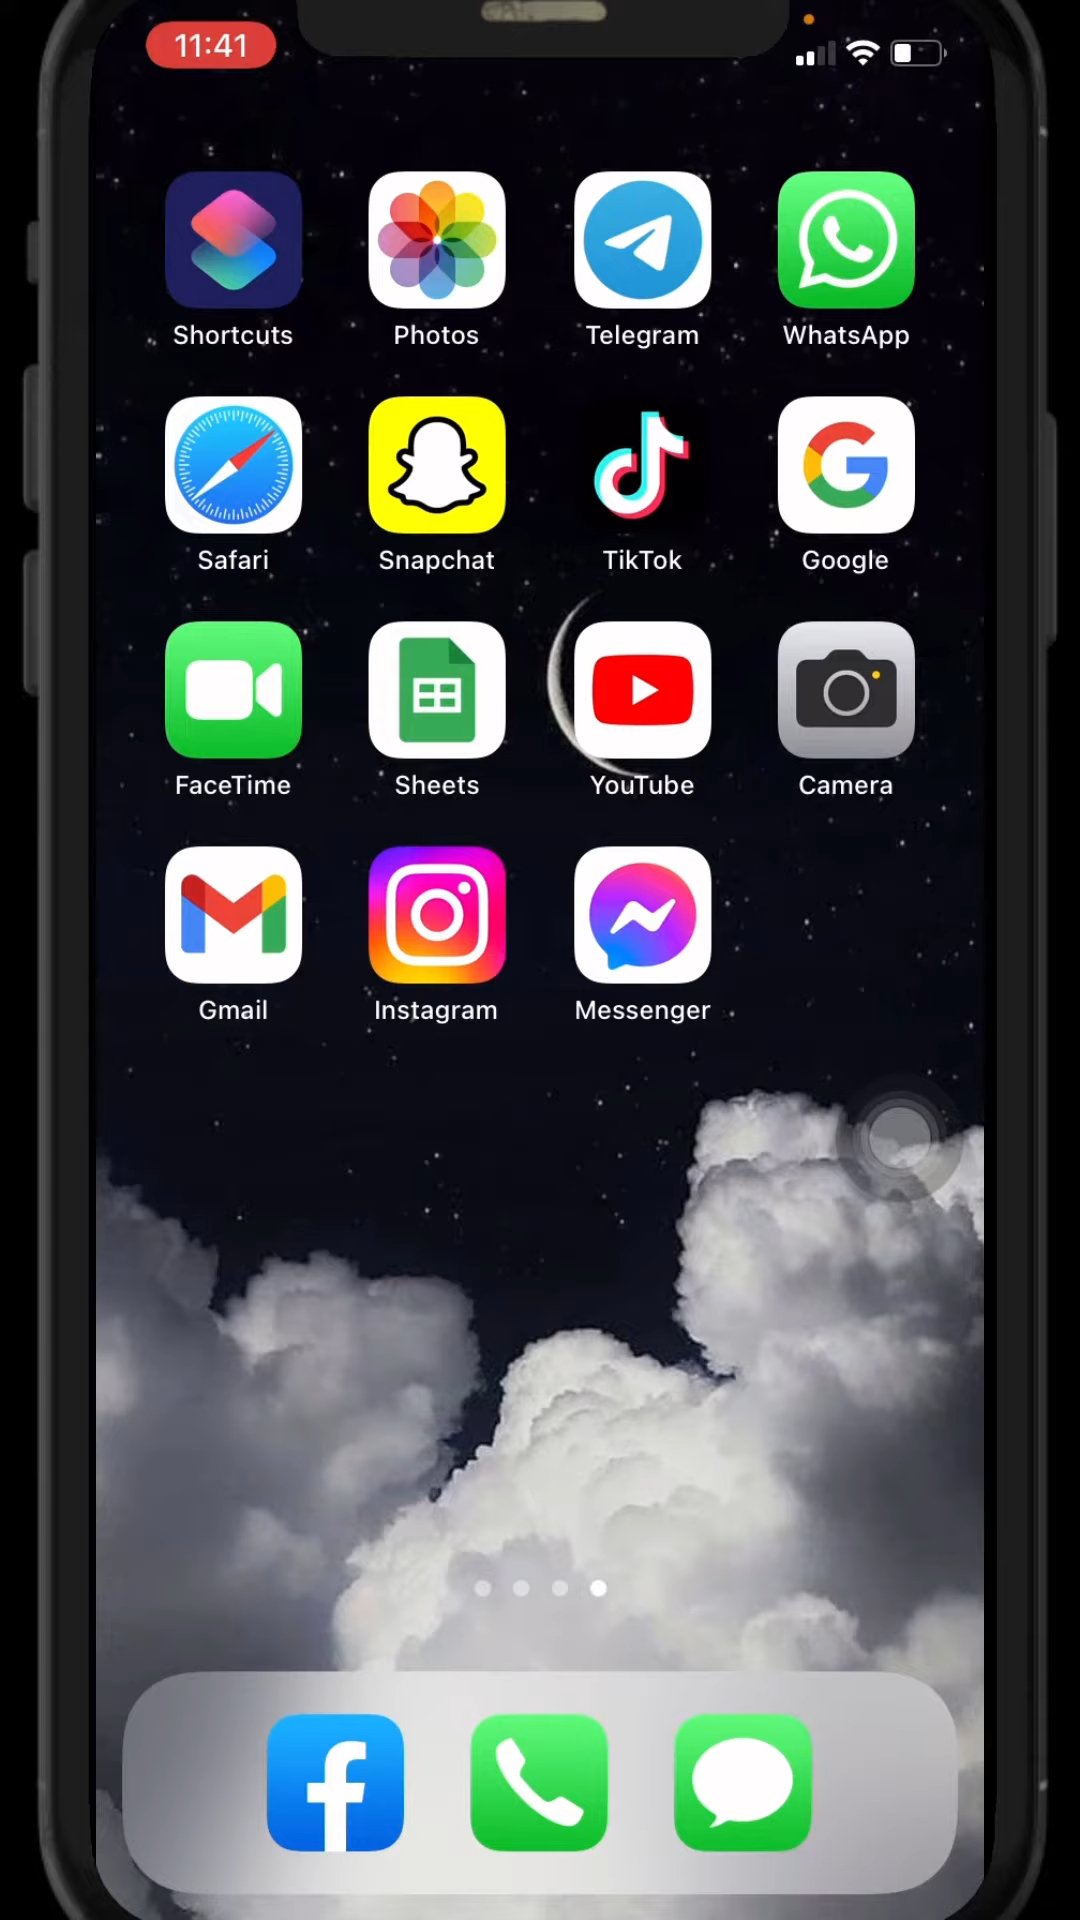 11:41
Shortcuts Photos Telegram WhatsApp
Safari Snapchat TikTok Google
FaceTime Sheets YouTube Camera
Gmail Instagram Messenger